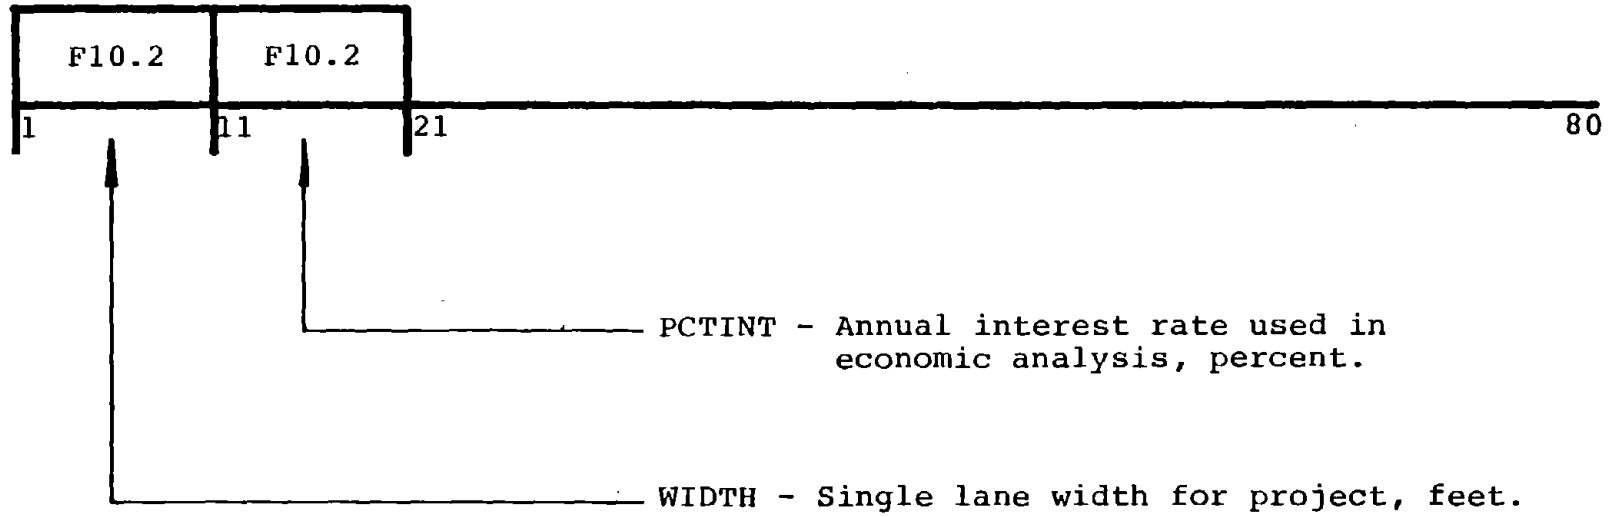 F10.2 F10.2
1 11 21 80
PCTINT - Annual interest rate used in
economic analysis, percent.
WIDTH - Single lane width for project, feet.